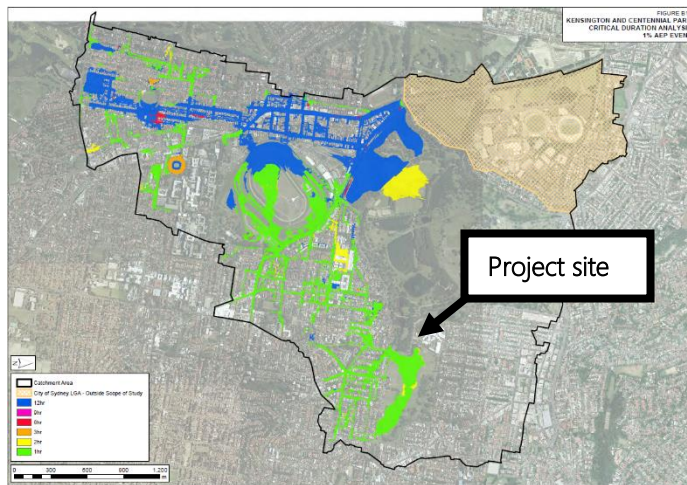 FIGURE B
KENSINGTON AND CENTENNIAL PAR
CRITICAL DURATION ANALYS
1% AEP EVEN
Project site
Catchment Area
City of Sydney LGA - Outside Scope of Study
12hr
9hr
6hr
3hr
2hr
1hr
0 300 600 900 1,200
m